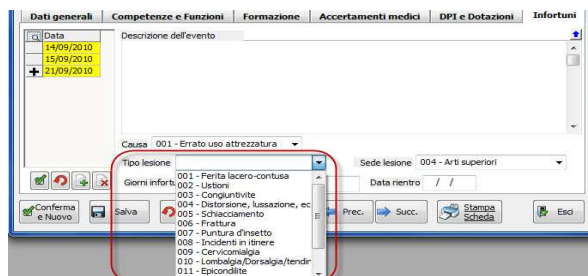 Dati generali Competenze e Funzioni Formazione Accertamenti medici DPI e Dotazioni Infortuni
Data Descrizione dell'evento
14/09/2010
15/09/2010
21/09/2010
Causa 001 - Errato uso attrezzatura
Tipo lesione Sede lesione 004 - Arti superiori
001 - Ferita lacero-contusa
Giorni infortu Data rientro / /
002 - Ustioni
003 - Congiuntivite
004 - Distorsione, lussazione, ec
005 - Schiacciamento
006 - Frattura
007 - Puntura d'insetto
008 - Incidenti in itinere
009 - Cervicomialgia
010 - Lombalgia/Dorsalgia/tendin
011 - Epicondilite
Conferma e Nuovo Salva Prec. Succ. Stampa Scheda Esci